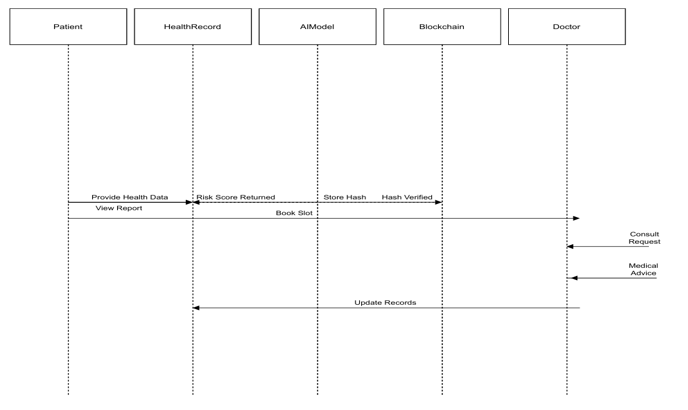 Patient
HealthRecord
AIModel
Blockchain
Doctor
Provide Health Data
Risk Score Returned
Store Hash
Hash Verified
View Report
Book Slot
Consult
Request
Medical
Advice
Update Records